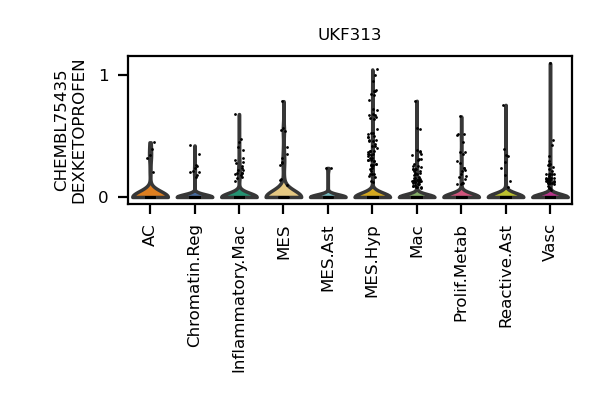 UKF313
CHEMBL75435
DEXKETOPROFEN
1
0
AC
Chromatin.Reg
Inflammatory.Mac
MES
MES.Ast
MES.Hyp
Mac
Prolif.Metab
Reactive.Ast
Vasc